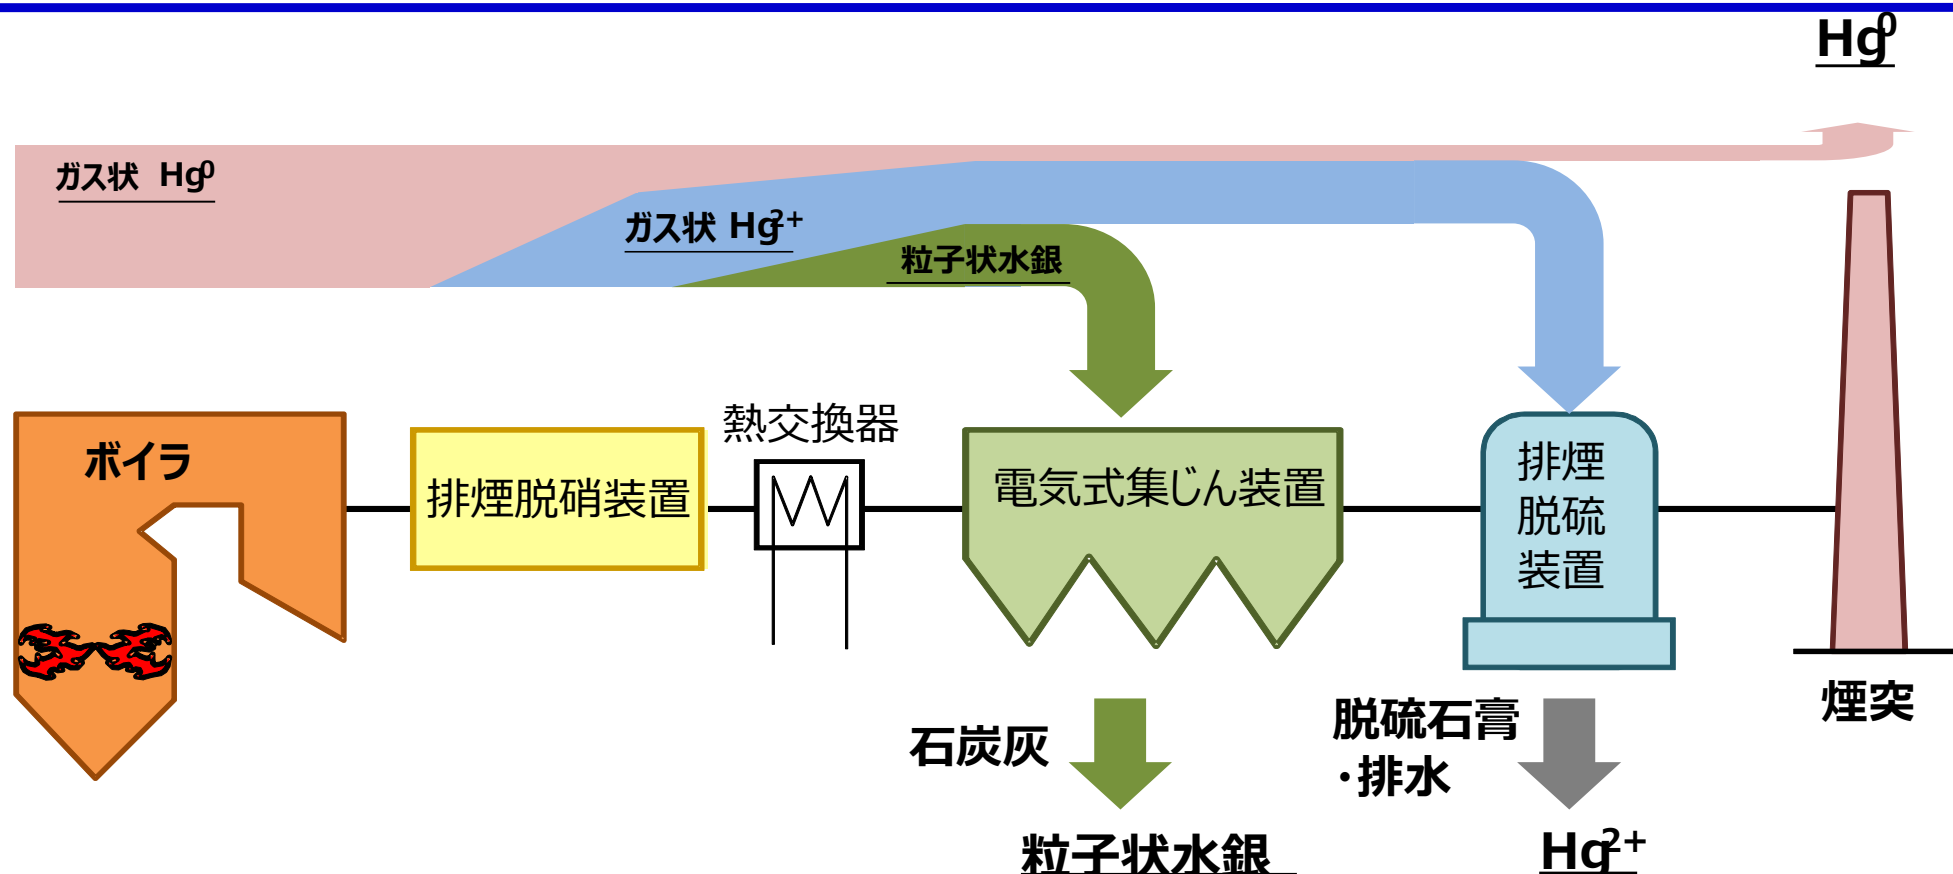 Hg0
ガス状 Hg0
ガス状 Hg2+
粒子状水銀
ボイラ
排煙脱硝装置
熱交換器
電気式集じん装置
排煙
脱硫
装置
煙突
石炭灰
脱硫石膏
・排水
粒子状水銀
Hg2+